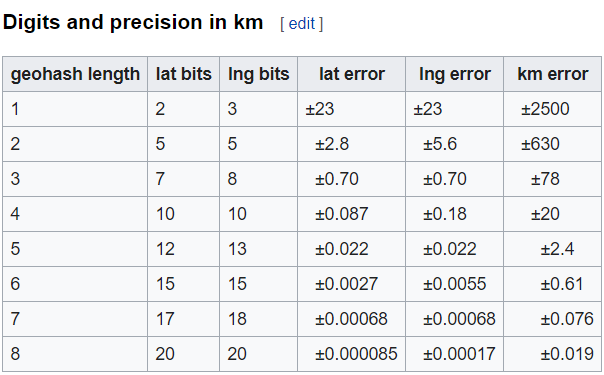 Digits and precision in km [ edit ]
geohash length lat bits lng bits lat error lng error km error
1 2 3 ±23 ±23 ±2500
2 5 5 ±2.8 ±5.6 ±630
3 7 8 ±0.70 ±0.70 ±78
4 10 10 ±0.087 ±0.18 ±20
5 12 13 ±0.022 ±0.022 ±2.4
6 15 15 ±0.0027 ±0.0055 ±0.61
7 17 18 ±0.00068 ±0.00068 ±0.076
8 20 20 ±0.000085 ±0.00017 ±0.019